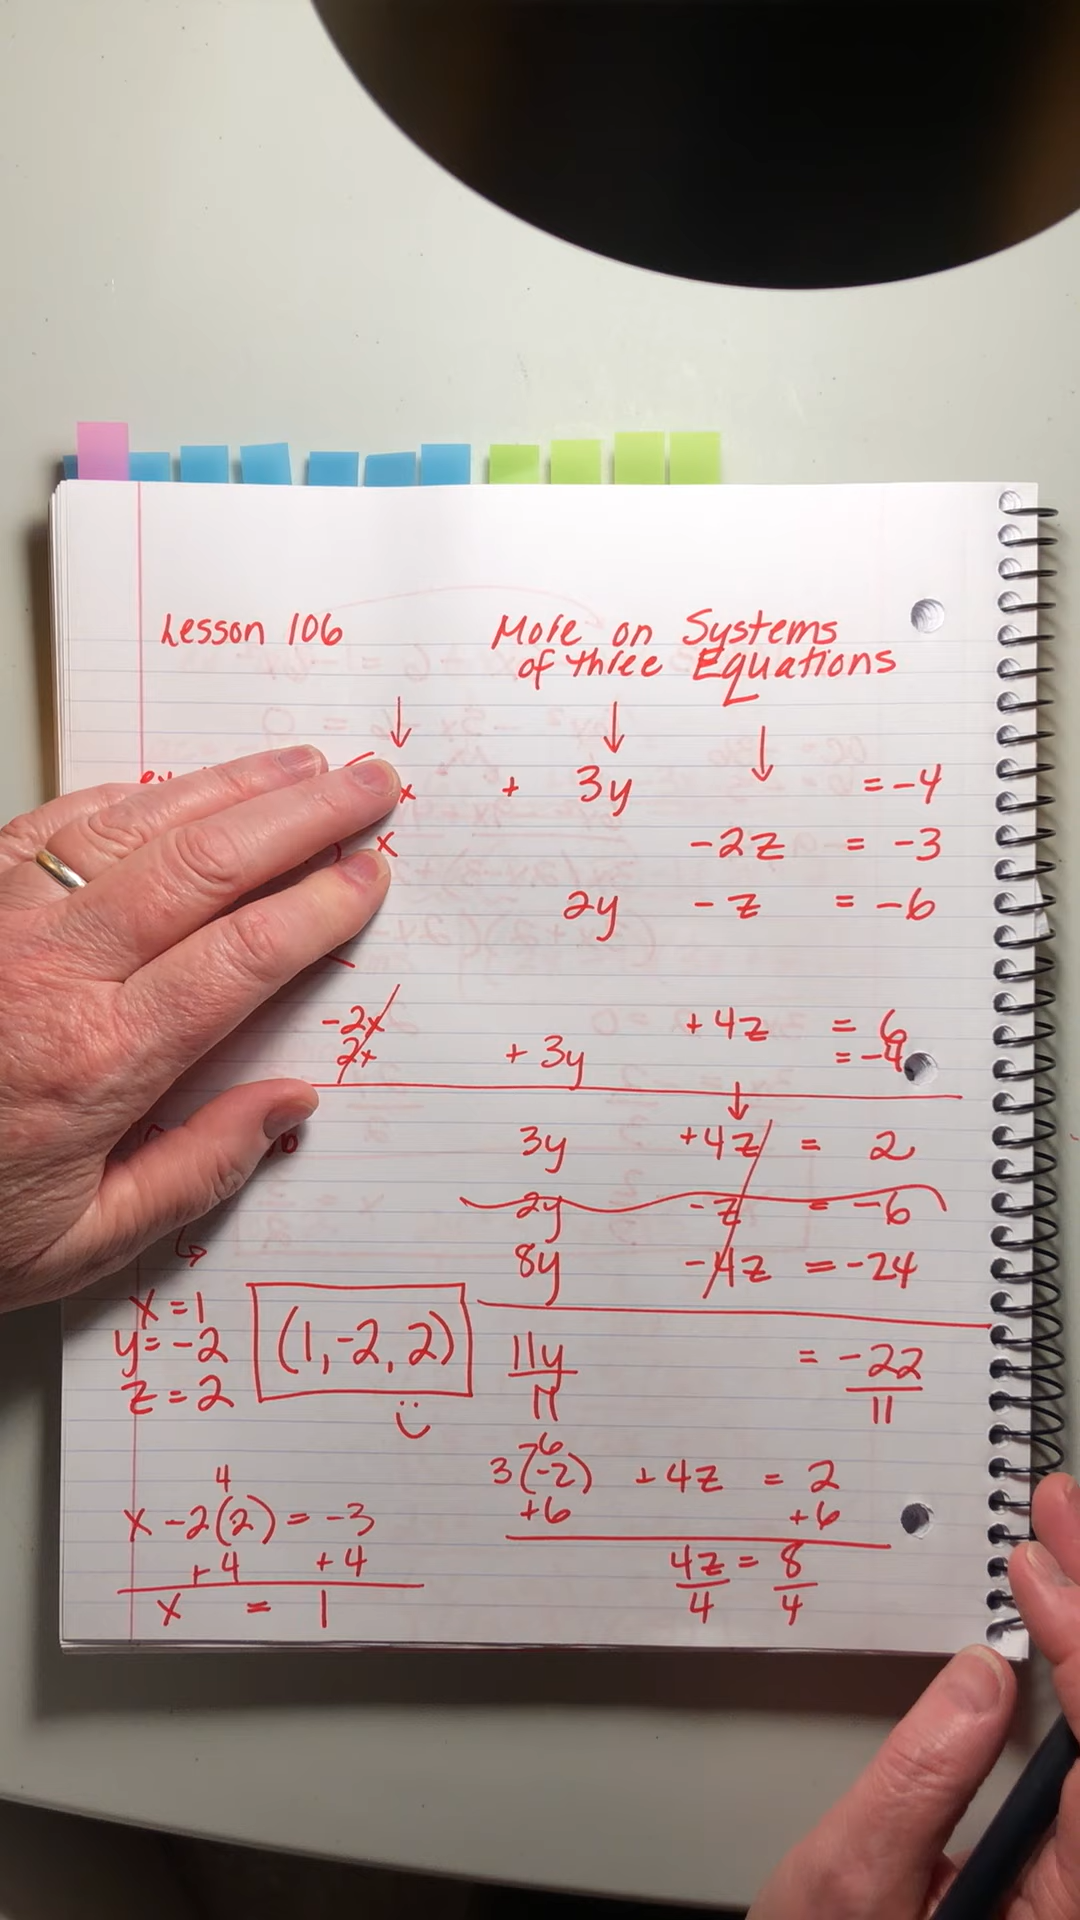 Lesson 106 More on Systems
of three Equations
x + 3y = -4
x -2z = -3
2y - z = -6
-2x +4z = 6
2x + 3y = -4
3y +4z = 2
2y -z = -6
8y -4z = -24
x = 1
y = -2
z = 2
(1, -2, 2)
11y = -22
11 11
-6
3(-2) +4z = 2
+6 +6
4z = 8
4 4
4
x - 2(2) = -3
+4 +4
x = 1